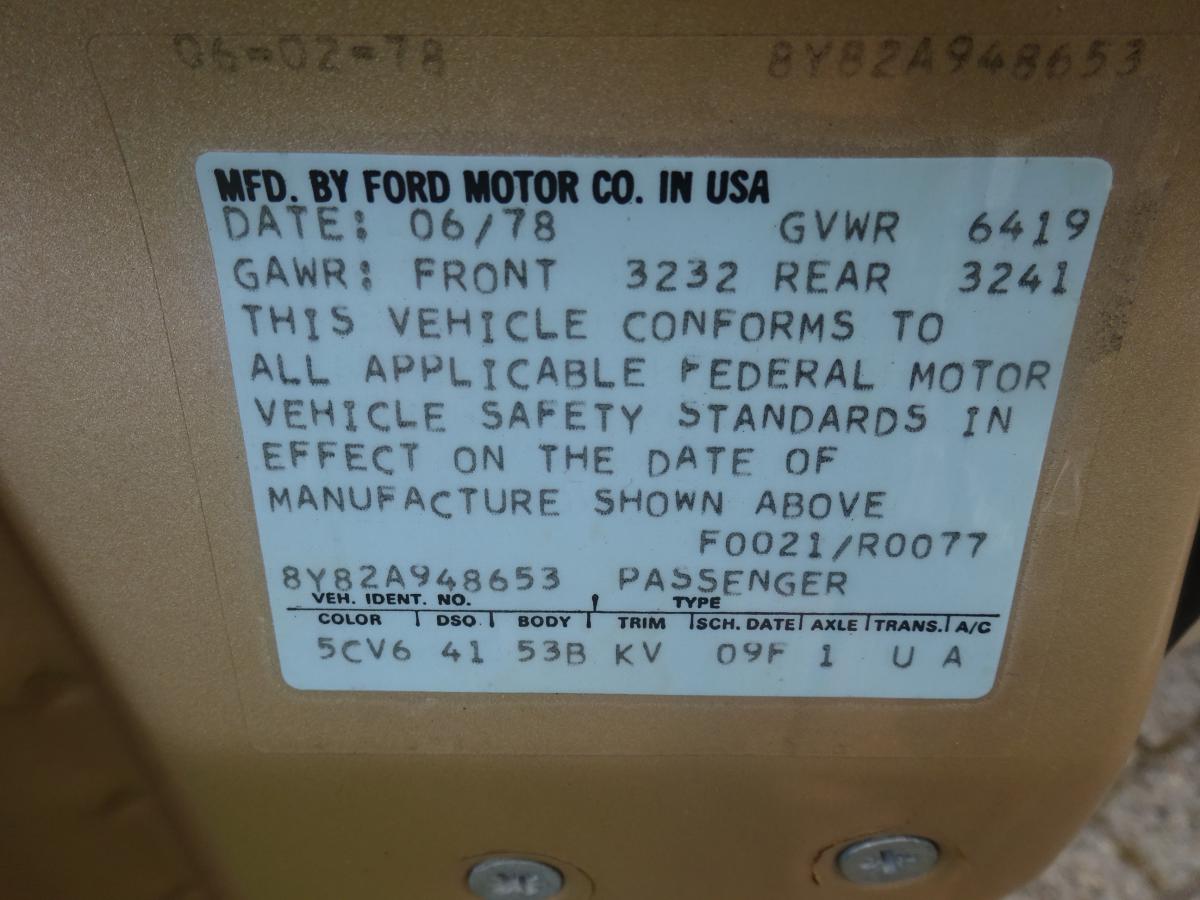 06-02-78 8Y82A948653
MFD. BY FORD MOTOR CO. IN USA
DATE: 06/78 GVWR 6419
GAWR: FRONT 3232 REAR 3241
THIS VEHICLE CONFORMS TO
ALL APPLICABLE FEDERAL MOTOR
VEHICLE SAFETY STANDARDS IN
EFFECT ON THE DATE OF
MANUFACTURE SHOWN ABOVE
F0021/R0077
8Y82A948653 PASSENGER
VEH. IDENT. NO. TYPE
COLOR DSO BODY TRIM SCH. DATE AXLE TRANS. A/C
5CV6 41 53B KV 09F 1 U A